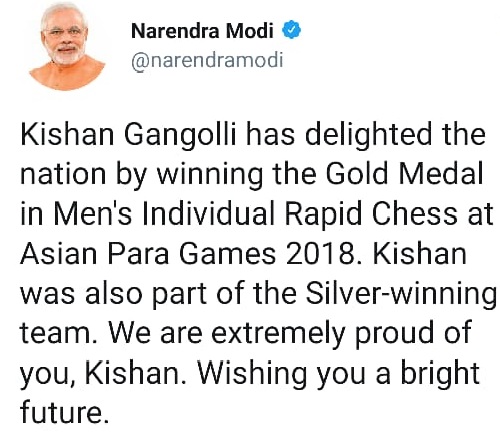 Narendra Modi
@narendramodi
Kishan Gangolli has delighted the
nation by winning the Gold Medal
in Men's Individual Rapid Chess at
Asian Para Games 2018. Kishan
was also part of the Silver-winning
team. We are extremely proud of
you, Kishan. Wishing you a bright
future.